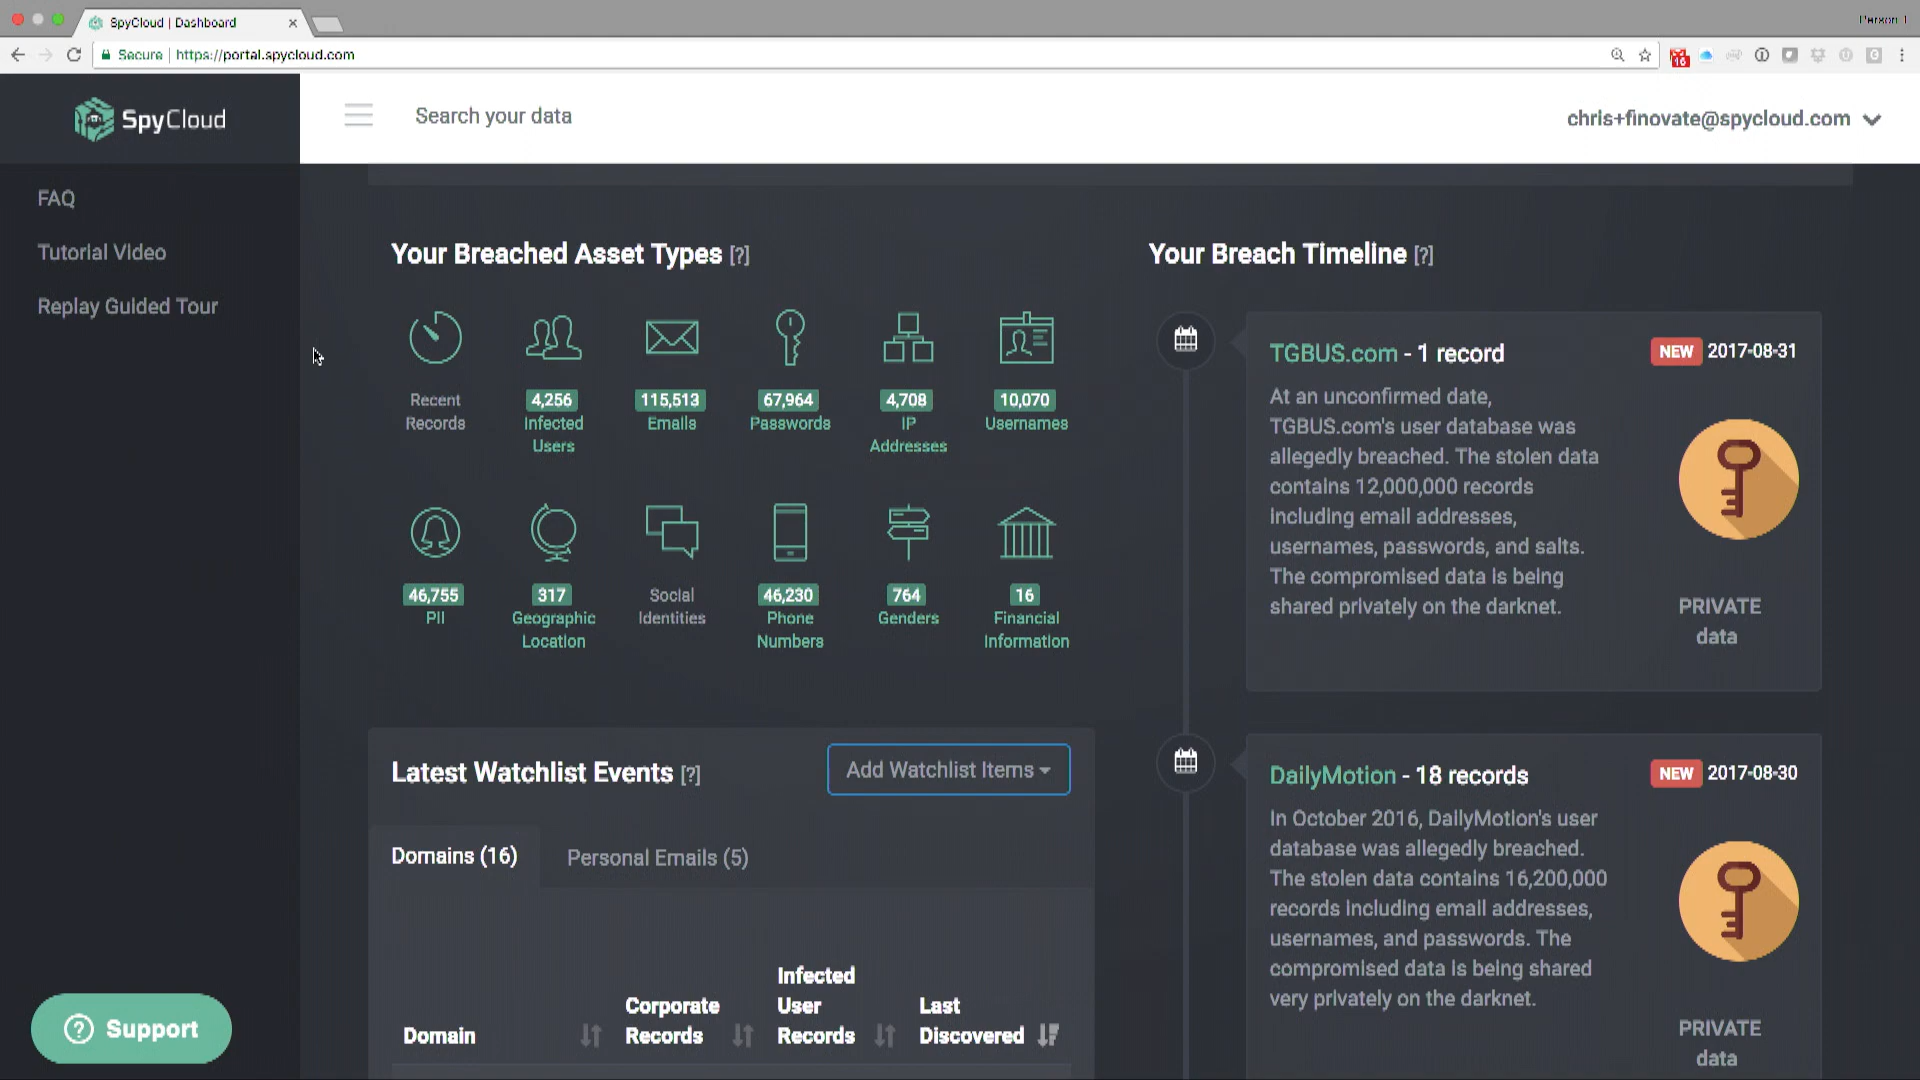 SpyCloud | Dashboard
Person 1
Secure
https://portal.spycloud.com
16
SpyCloud
Search your data
chris+finovate@spycloud.com
FAQ
Tutorial Video
Replay Guided Tour
Your Breached Asset Types [?]
Recent
Records
4,256
Infected
Users
115,513
Emails
67,964
Passwords
4,708
IP
Addresses
10,070
Usernames
46,755
PII
317
Geographic
Location
Social
Identities
46,230
Phone
Numbers
764
Genders
16
Financial
Information
Your Breach Timeline [?]
TGBUS.com - 1 record
NEW 2017-08-31
At an unconfirmed date,
TGBUS.com's user database was
allegedly breached. The stolen data
contains 12,000,000 records
including email addresses,
usernames, passwords, and salts.
The compromised data is being
shared privately on the darknet.
PRIVATE
data
DailyMotion - 18 records
NEW 2017-08-30
In October 2016, DailyMotion's user
database was allegedly breached.
The stolen data contains 16,200,000
records including email addresses,
usernames, and passwords. The
compromised data is being shared
very privately on the darknet.
PRIVATE
data
Latest Watchlist Events [?]
Add Watchlist Items
Domains (16)
Personal Emails (5)
Domain
Corporate
Records
Infected
User
Records
Last
Discovered
Support